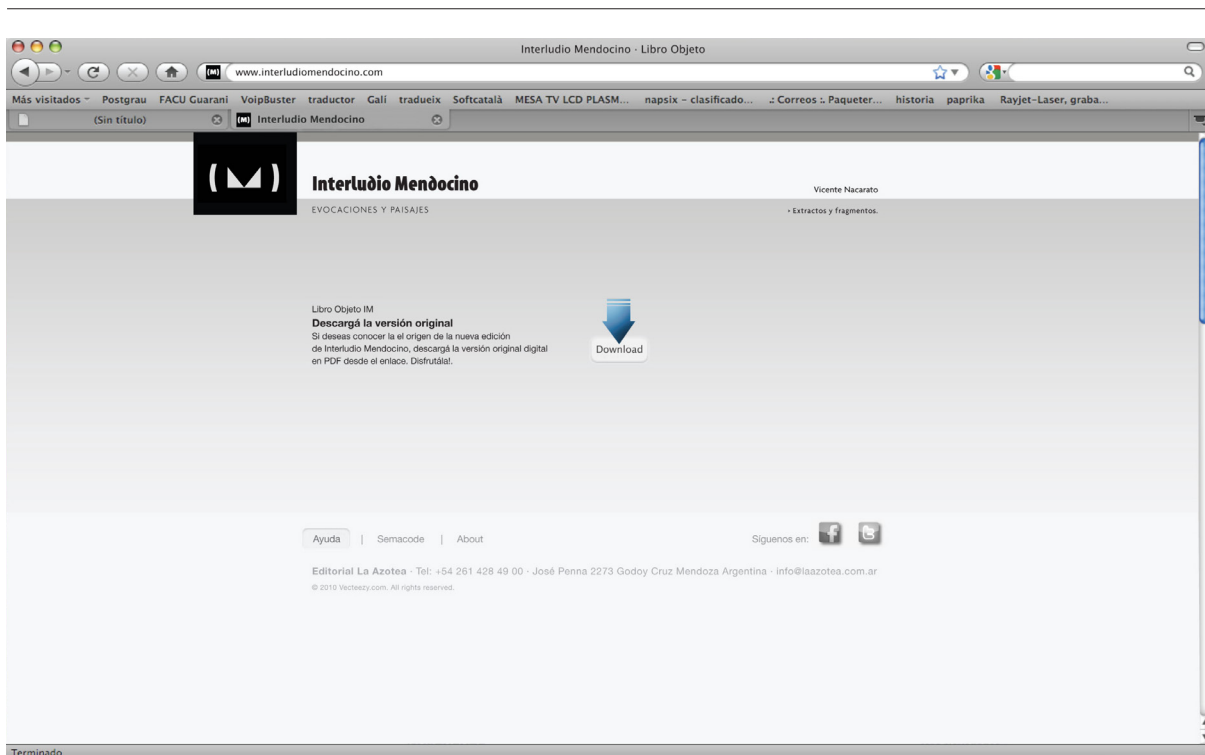 Interludio Mendocino · Libro Objeto
(M) www.interludiomendocino.com
Más visitados Postgrau FACU Guarani VoipBuster traductor Gali tradueix Softcatalà MESA TV LCD PLASM... napsix – clasificado... .: Correos :. Paqueter... historia paprika Rayjet-Laser, graba...
(Sin título) (M) Interludio Mendocino
(M)
Interludio Mendocino
Vicente Nacarato
EVOCACIONES Y PAISAJES
• Extractos y fragmentos.
Libro Objeto IM
Descargá la versión original
Si deseas conocer la el origen de la nueva edición
de Interludio Mendocino, descargá la versión original digital
en PDF desde el enlace. Disfrutála!.
Download
Ayuda | Semacode | About
Síguenos en:
Editorial La Azotea · Tel: +54 261 428 49 00 · José Penna 2273 Godoy Cruz Mendoza Argentina · info@laazotea.com.ar
© 2010 Vecteezy.com. All rights reserved.
Terminado